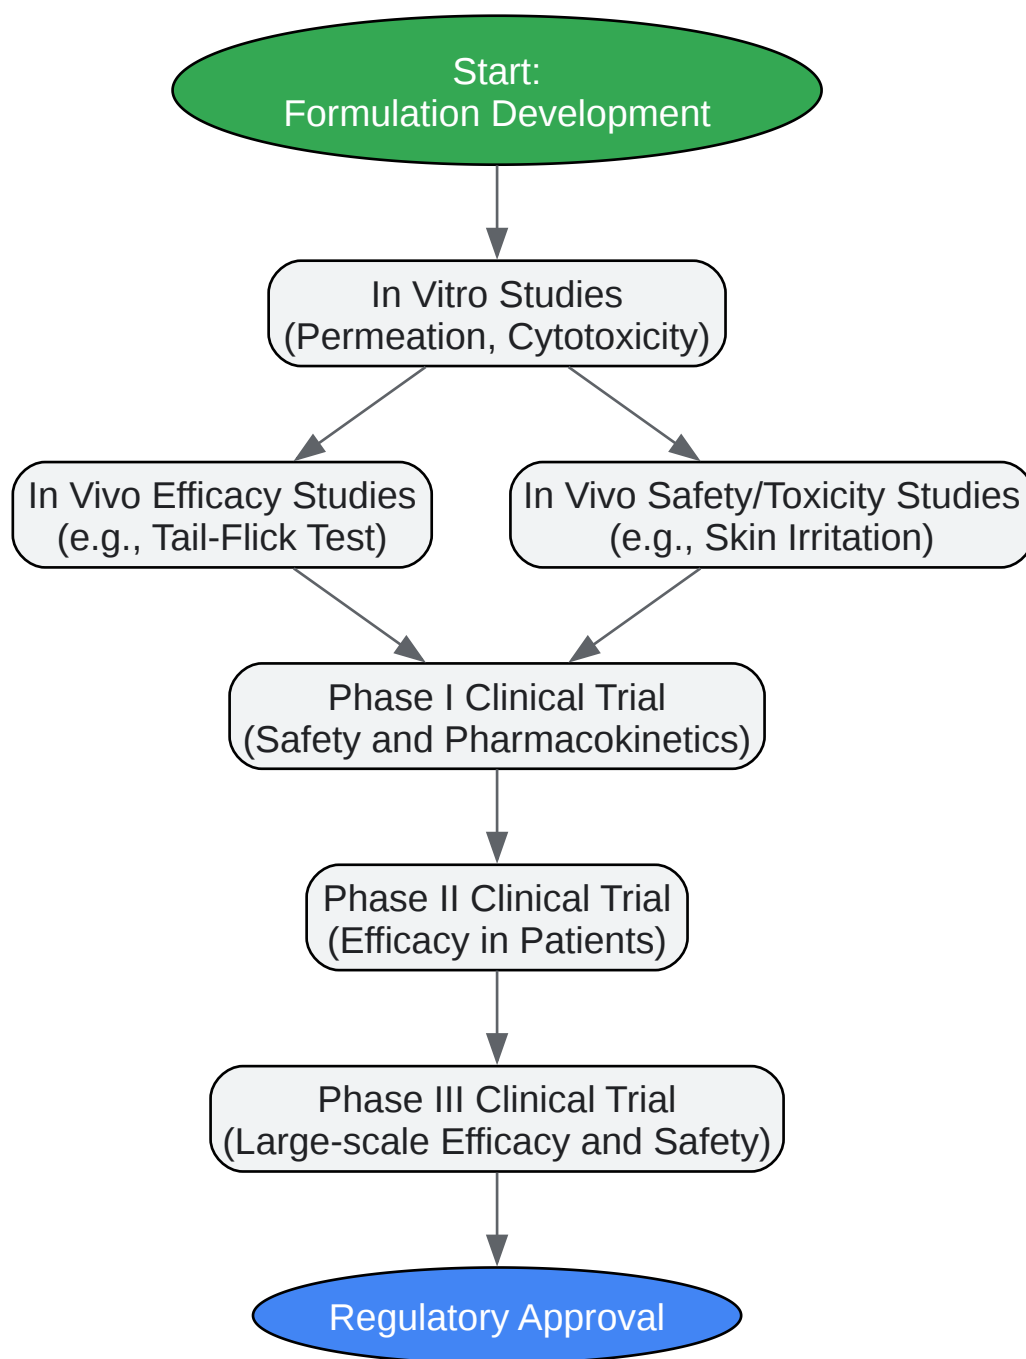 Start:
Formulation Development
In Vitro Studies
(Permeation, Cytotoxicity)
In Vivo Efficacy Studies
(e.g., Tail-Flick Test)
In Vivo Safety/Toxicity Studies
(e.g., Skin Irritation)
Phase I Clinical Trial
(Safety and Pharmacokinetics)
Phase II Clinical Trial
(Efficacy in Patients)
Phase III Clinical Trial
(Large-scale Efficacy and Safety)
Regulatory Approval